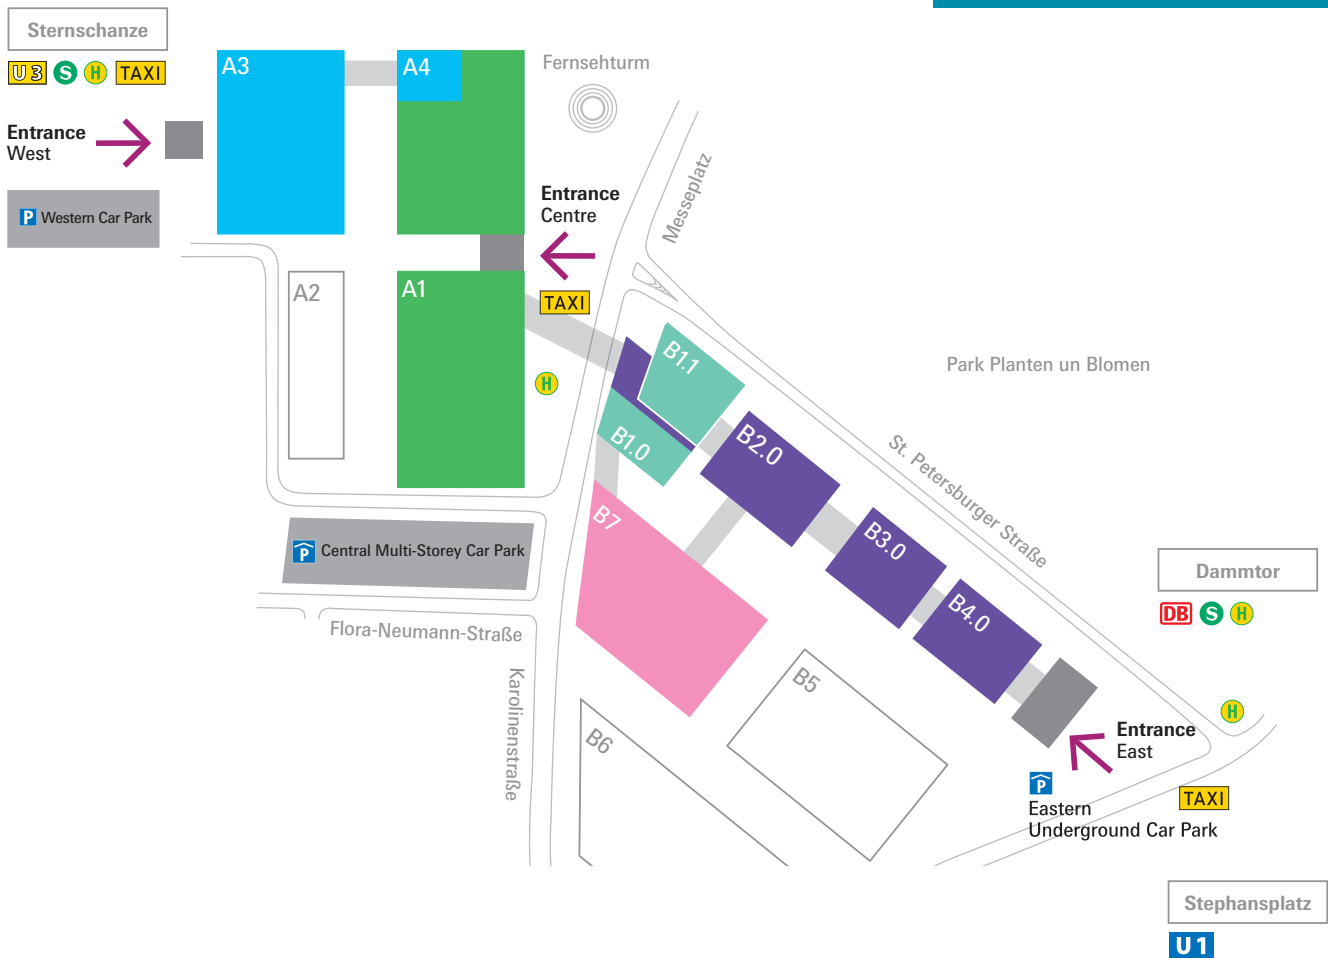 Sternschanze
U3 S H TAXI
Entrance
West
P Western Car Park
A3
A4
Fernsehturm
Entrance
Centre
TAXI
Messeplatz
A2
A1
H
B1.1
B1.0
B2.0
Park Planten un Blomen
St. Petersburger Straße
B7
B3.0
B4.0
P Central Multi-Storey Car Park
Flora-Neumann-Straße
Karolinenstraße
B5
B6
Dammtor
DB S H
H
Entrance
East
P
Eastern
Underground Car Park
TAXI
Stephansplatz
U1